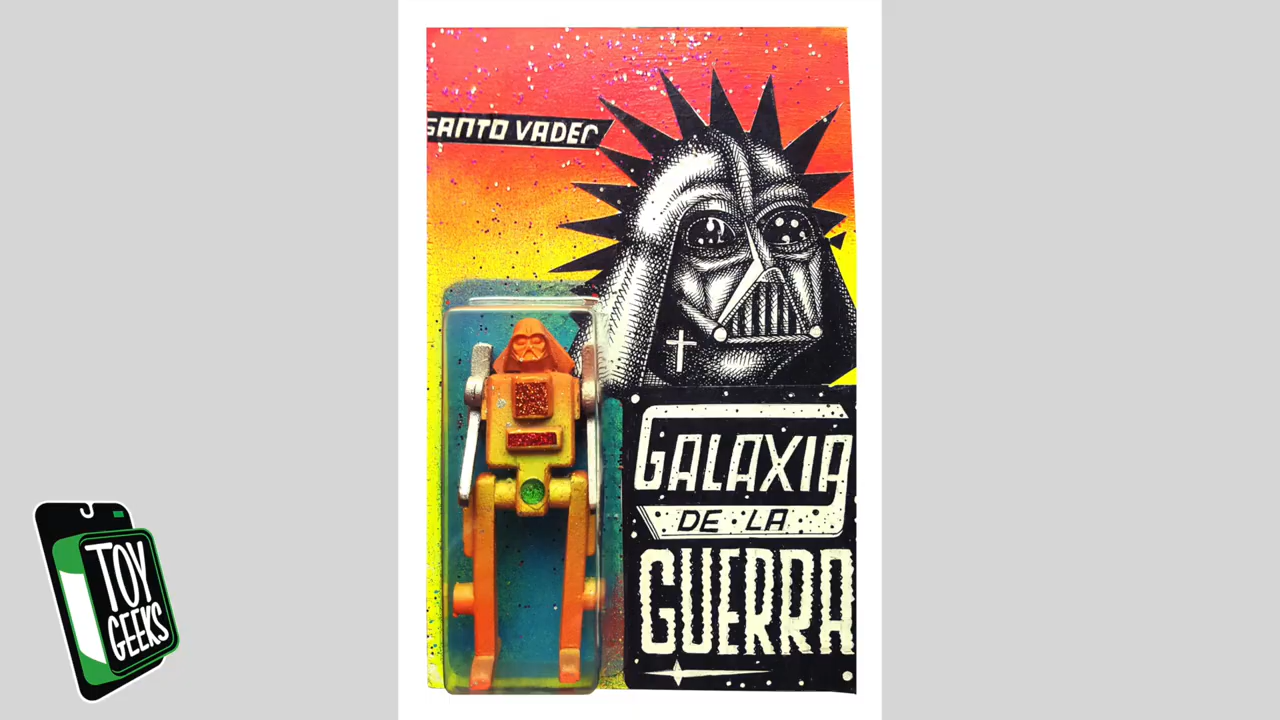 SANTO VADER
GALAXIA
DE LA
GUERRA
TOY
GEEKS